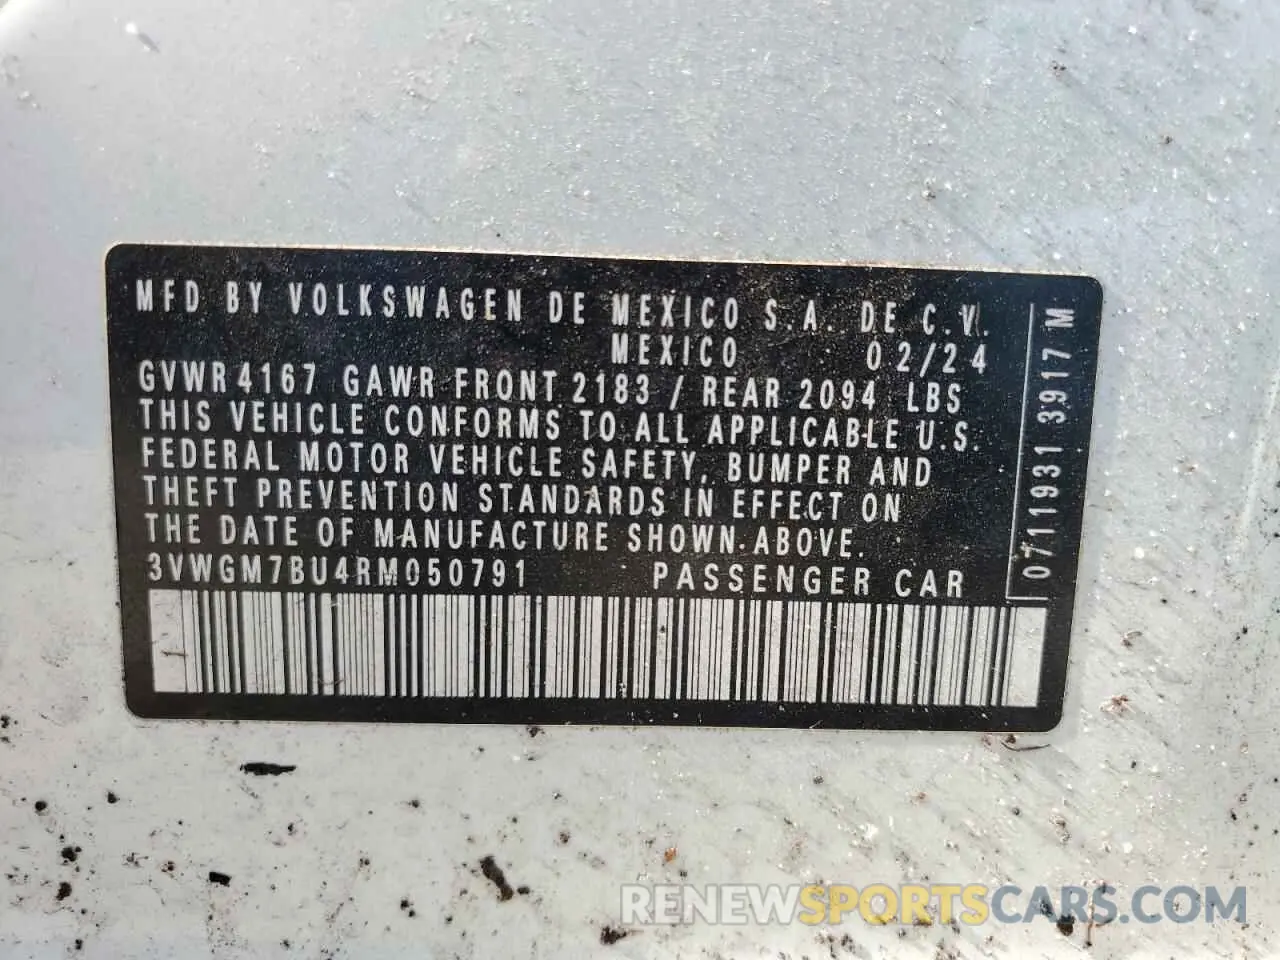 MFD BY VOLKSWAGEN DE MEXICO S.A. DE C.V.
MEXICO 02/24
GVWR 4167 GAWR FRONT 2183 / REAR 2094 LBS
THIS VEHICLE CONFORMS TO ALL APPLICABLE U.S.
FEDERAL MOTOR VEHICLE SAFETY, BUMPER AND
THEFT PREVENTION STANDARDS IN EFFECT ON
THE DATE OF MANUFACTURE SHOWN ABOVE.
3VWGM7BU4RM050791 PASSENGER CAR
0711931 3917 M
RENEWSPORTSCARS.COM